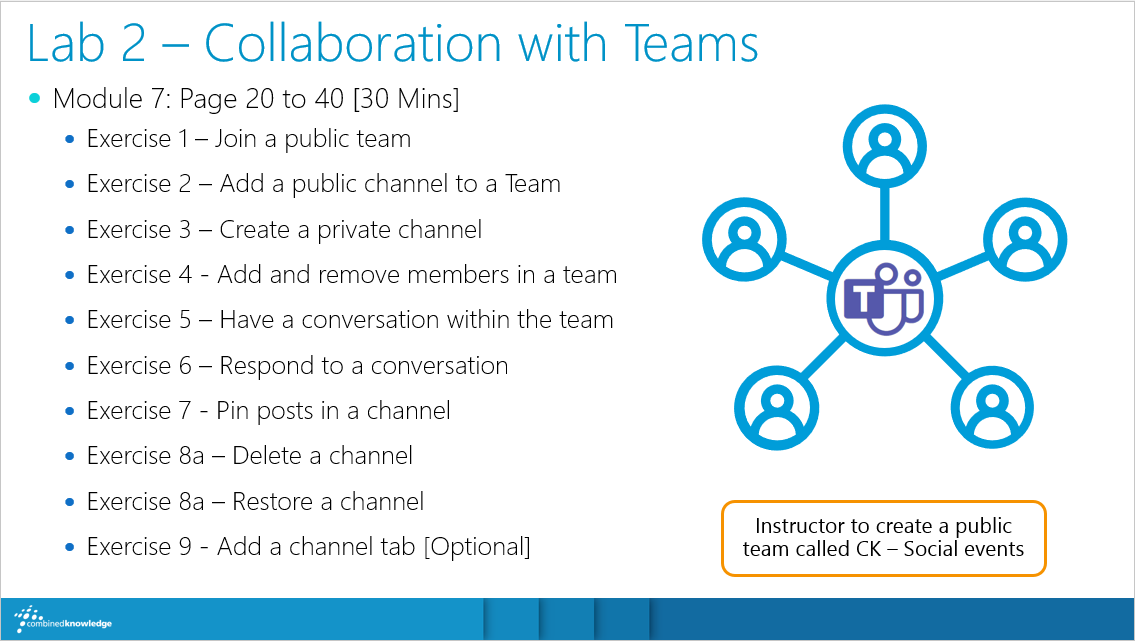 Lab 2 – Collaboration with Teams
Module 7: Page 20 to 40 [30 Mins]
Exercise 1 – Join a public team
Exercise 2 – Add a public channel to a Team
Exercise 3 – Create a private channel
Exercise 4 - Add and remove members in a team
Exercise 5 – Have a conversation within the team
Exercise 6 – Respond to a conversation
Exercise 7 - Pin posts in a channel
Exercise 8a – Delete a channel
Exercise 8a – Restore a channel
Exercise 9 - Add a channel tab [Optional]
T
Instructor to create a public
team called CK – Social events
combinedknowledge